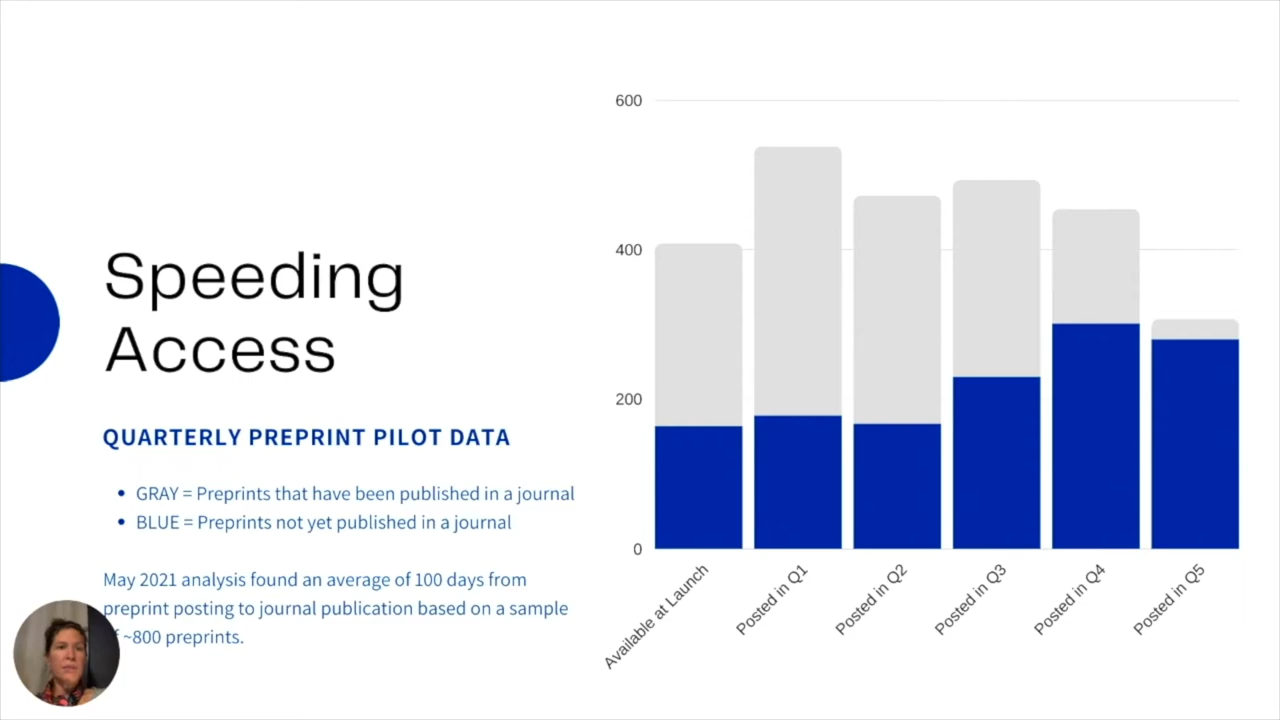 Speeding
Access
QUARTERLY PREPRINT PILOT DATA
• GRAY = Preprints that have been published in a journal
• BLUE = Preprints not yet published in a journal
May 2021 analysis found an average of 100 days from
preprint posting to journal publication based on a sample
~800 preprints.
600
400
200
0
Available at Launch
Posted in Q1
Posted in Q2
Posted in Q3
Posted in Q4
Posted in Q5